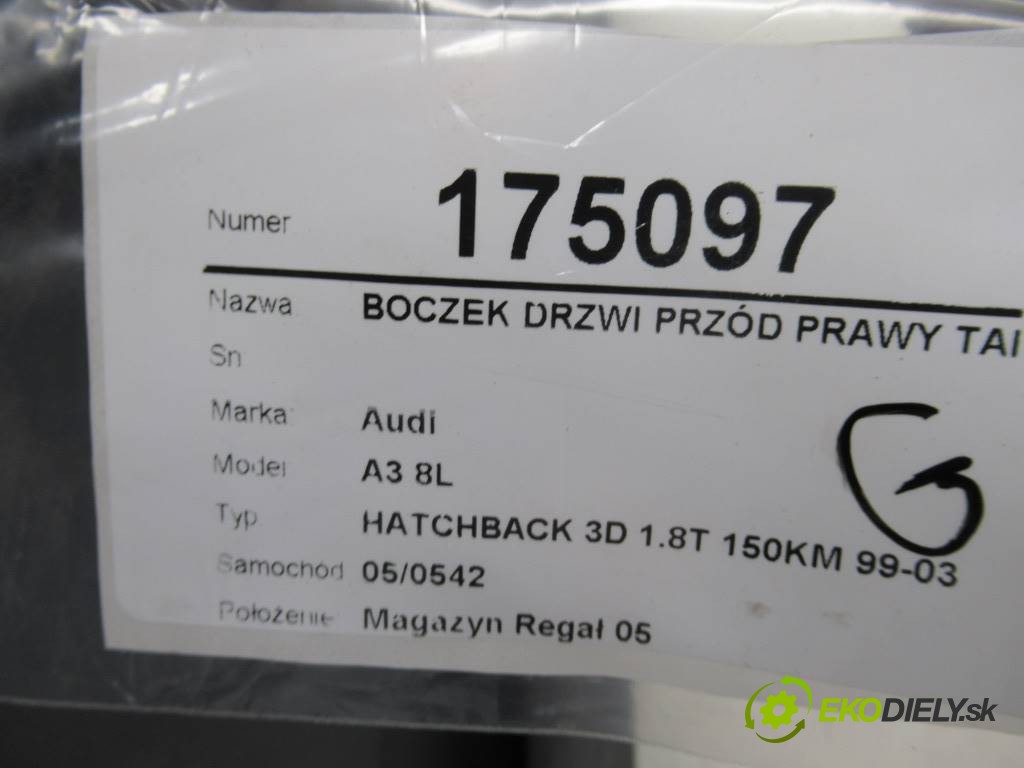 Numer 175097
Nazwa BOCZEK DRZWI PRZÓD PRAWY TAI
Sn
Marka Audi
Model A3 8L
Typ HATCHBACK 3D 1.8T 150KM 99-03
Samochód 05/0542
Położenie Magazyn Regał 05
G
EKODIELY.sk